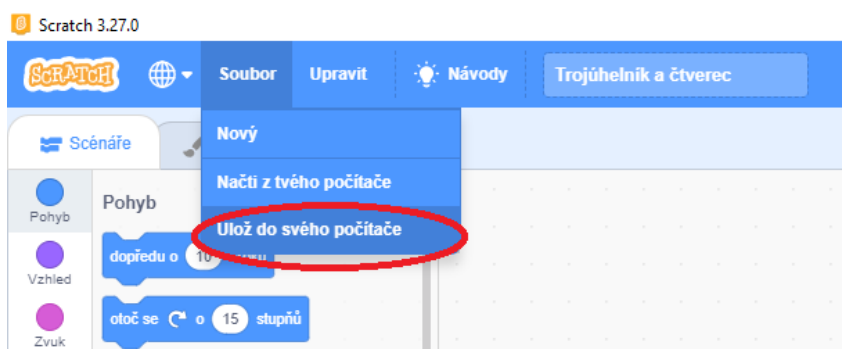 Scratch 3.27.0
SCRATCH Soubor Upravit Návody Trojúhelník a čtverec
Scénáře
Nový
Načti z tvého počítače
Ulož do svého počítače
Pohyb
Pohyb
dopředu o 10
Vzhled
otoč se o 15 stupňů
Zvuk